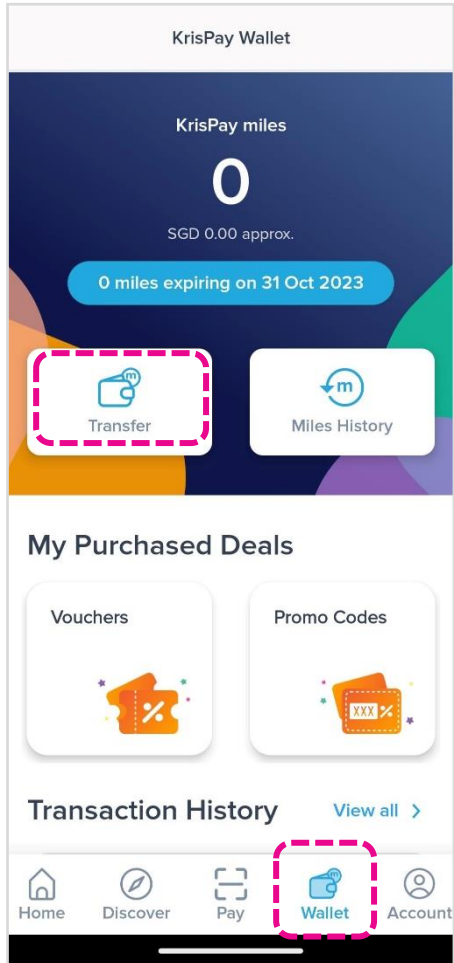 KrisPay Wallet
KrisPay miles
0
SGD 0.00 approx.
0 miles expiring on 31 Oct 2023
m
m
Transfer
Miles History
My Purchased Deals
Vouchers
Promo Codes
%
XXX %
Transaction History
View all >
m
Home
Discover
Pay
Wallet
Account